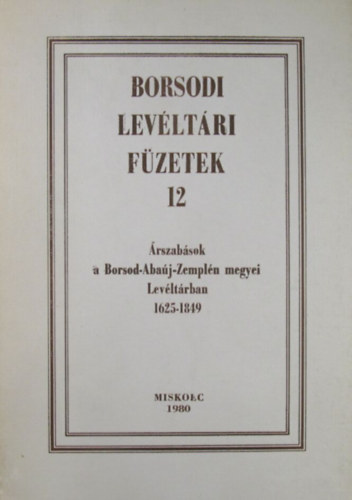 BORSODI
LEVÉLTÁRI
FÜZETEK
12
Árszabások
a Borsod-Abaúj-Zemplén megyei
Levéltárban
1625-1849
MISKOLC
1980